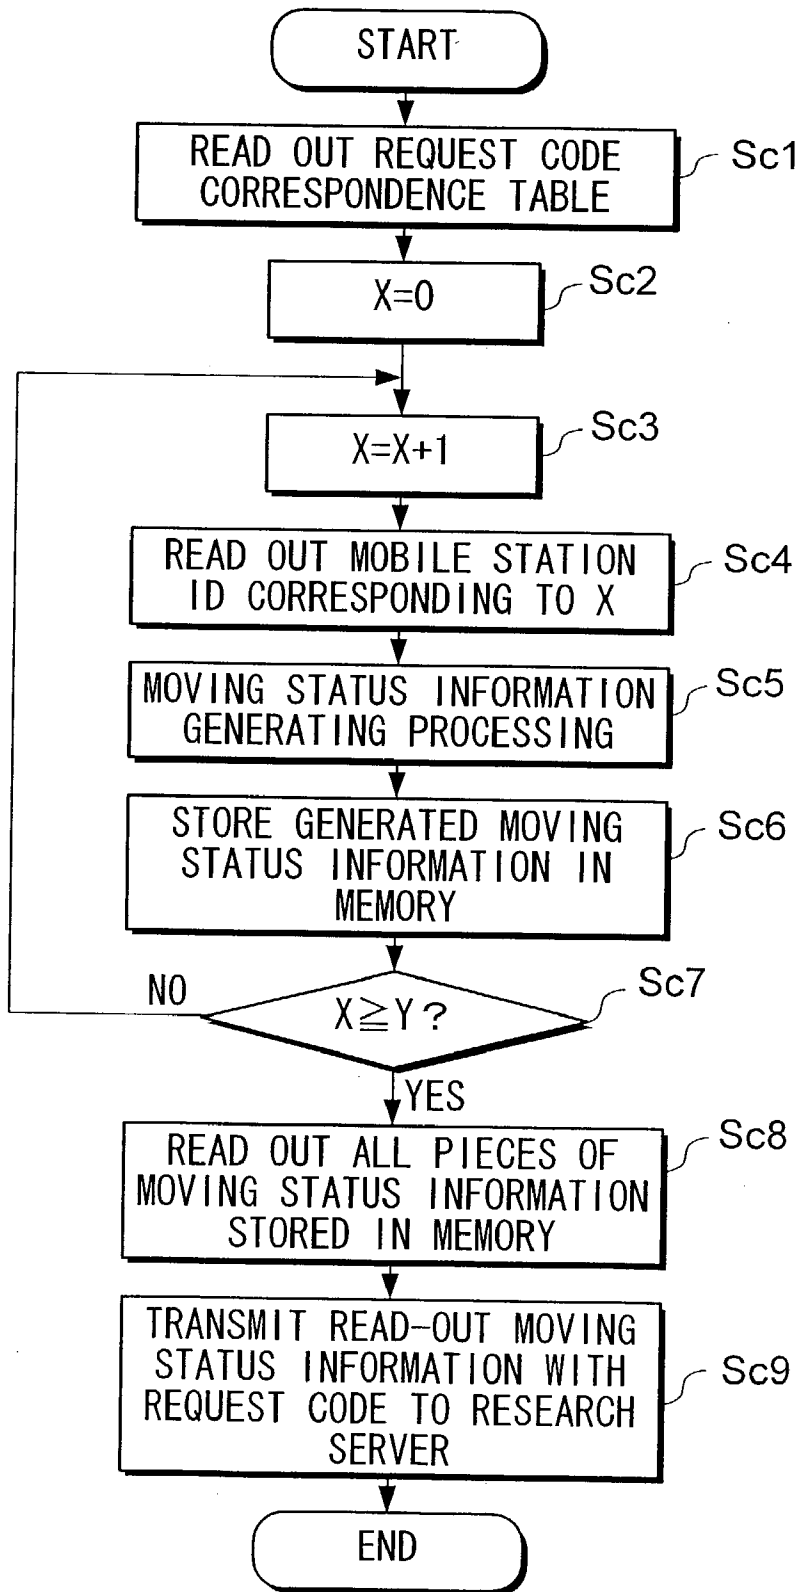 START
READ OUT REQUEST CODE
CORRESPONDENCE TABLE
Sc1
X=0
Sc2
X=X+1
Sc3
READ OUT MOBILE STATION
ID CORRESPONDING TO X
Sc4
MOVING STATUS INFORMATION
GENERATING PROCESSING
Sc5
STORE GENERATED MOVING
STATUS INFORMATION IN
MEMORY
Sc6
NO
X≧Y?
Sc7
YES
READ OUT ALL PIECES OF
MOVING STATUS INFORMATION
STORED IN MEMORY
Sc8
TRANSMIT READ-OUT MOVING
STATUS INFORMATION WITH
REQUEST CODE TO RESEARCH
SERVER
Sc9
END